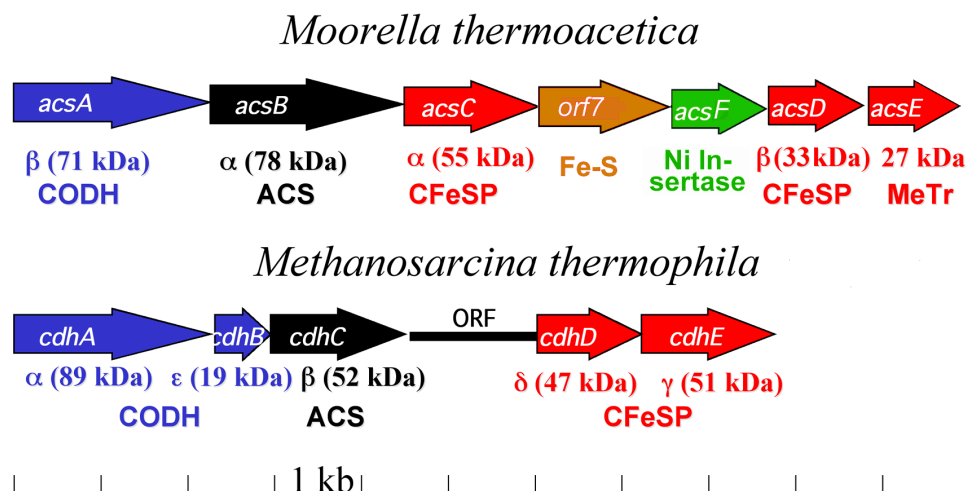 Moorella thermoacetica
acsA acsB acsC orf7 acsF acsD acsE
β (71 kDa) α (78 kDa) α (55 kDa) Fe-S Ni In- β (33kDa) 27 kDa
CODH ACS CFeSP sertase CFeSP MeTr
Methanosarcina thermophila
cdhA cdhB cdhC ORF cdhD cdhE
α (89 kDa) ε (19 kDa) β (52 kDa) δ (47 kDa) γ (51 kDa)
CODH ACS CFeSP
1 kb